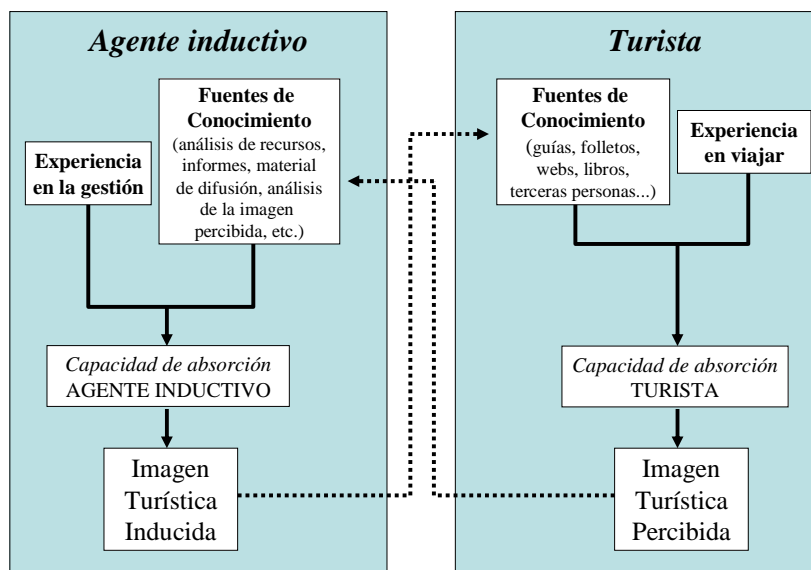 Agente inductivo
Fuentes de
Conocimiento
(análisis de recursos,
informes, material
de difusión, análisis
de la imagen
percibida, etc.)
Experiencia
en la gestión
Capacidad de absorción
AGENTE INDUCTIVO
Imagen
Turística
Inducida
Turista
Fuentes de
Conocimiento
(guías, folletos,
webs, libros,
terceras personas...)
Experiencia
en viajar
Capacidad de absorción
TURISTA
Imagen
Turística
Percibida